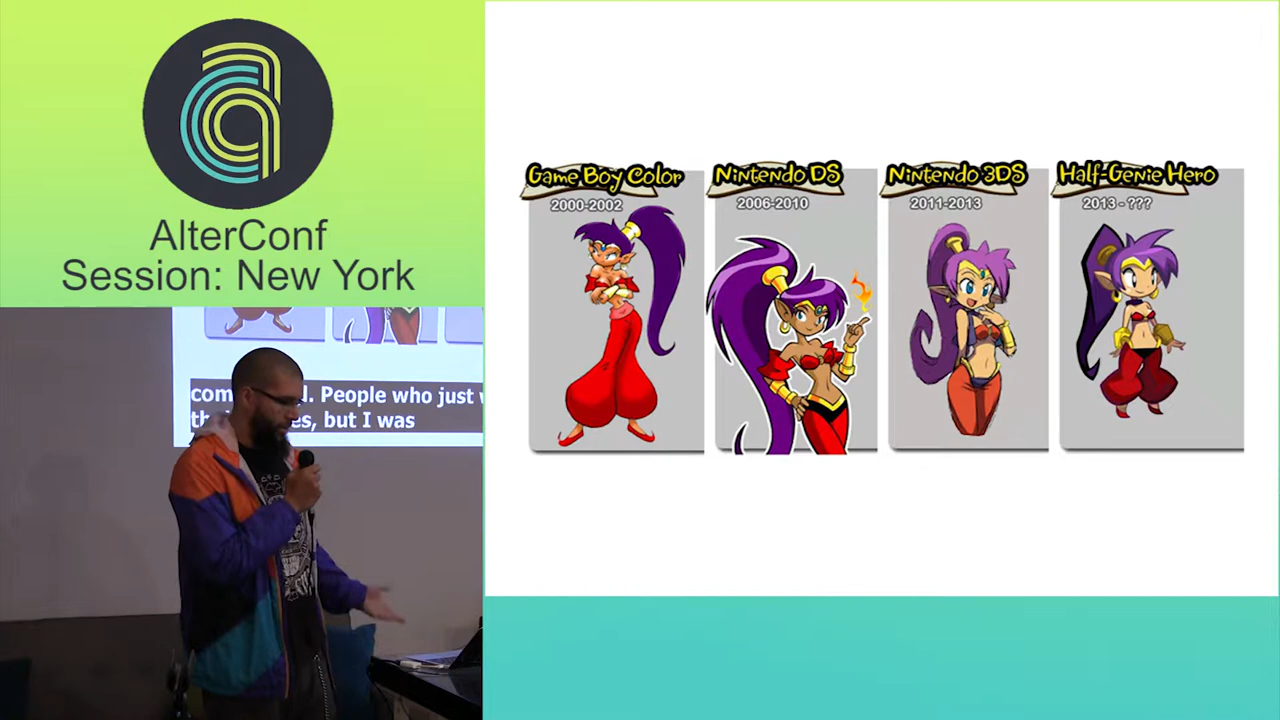 AlterConf
Session: New York
Game Boy Color
2000-2002
Nintendo DS
2006-2010
Nintendo 3DS
2011-2013
Half-Genie Hero
2013 - ???
People who just
but I was